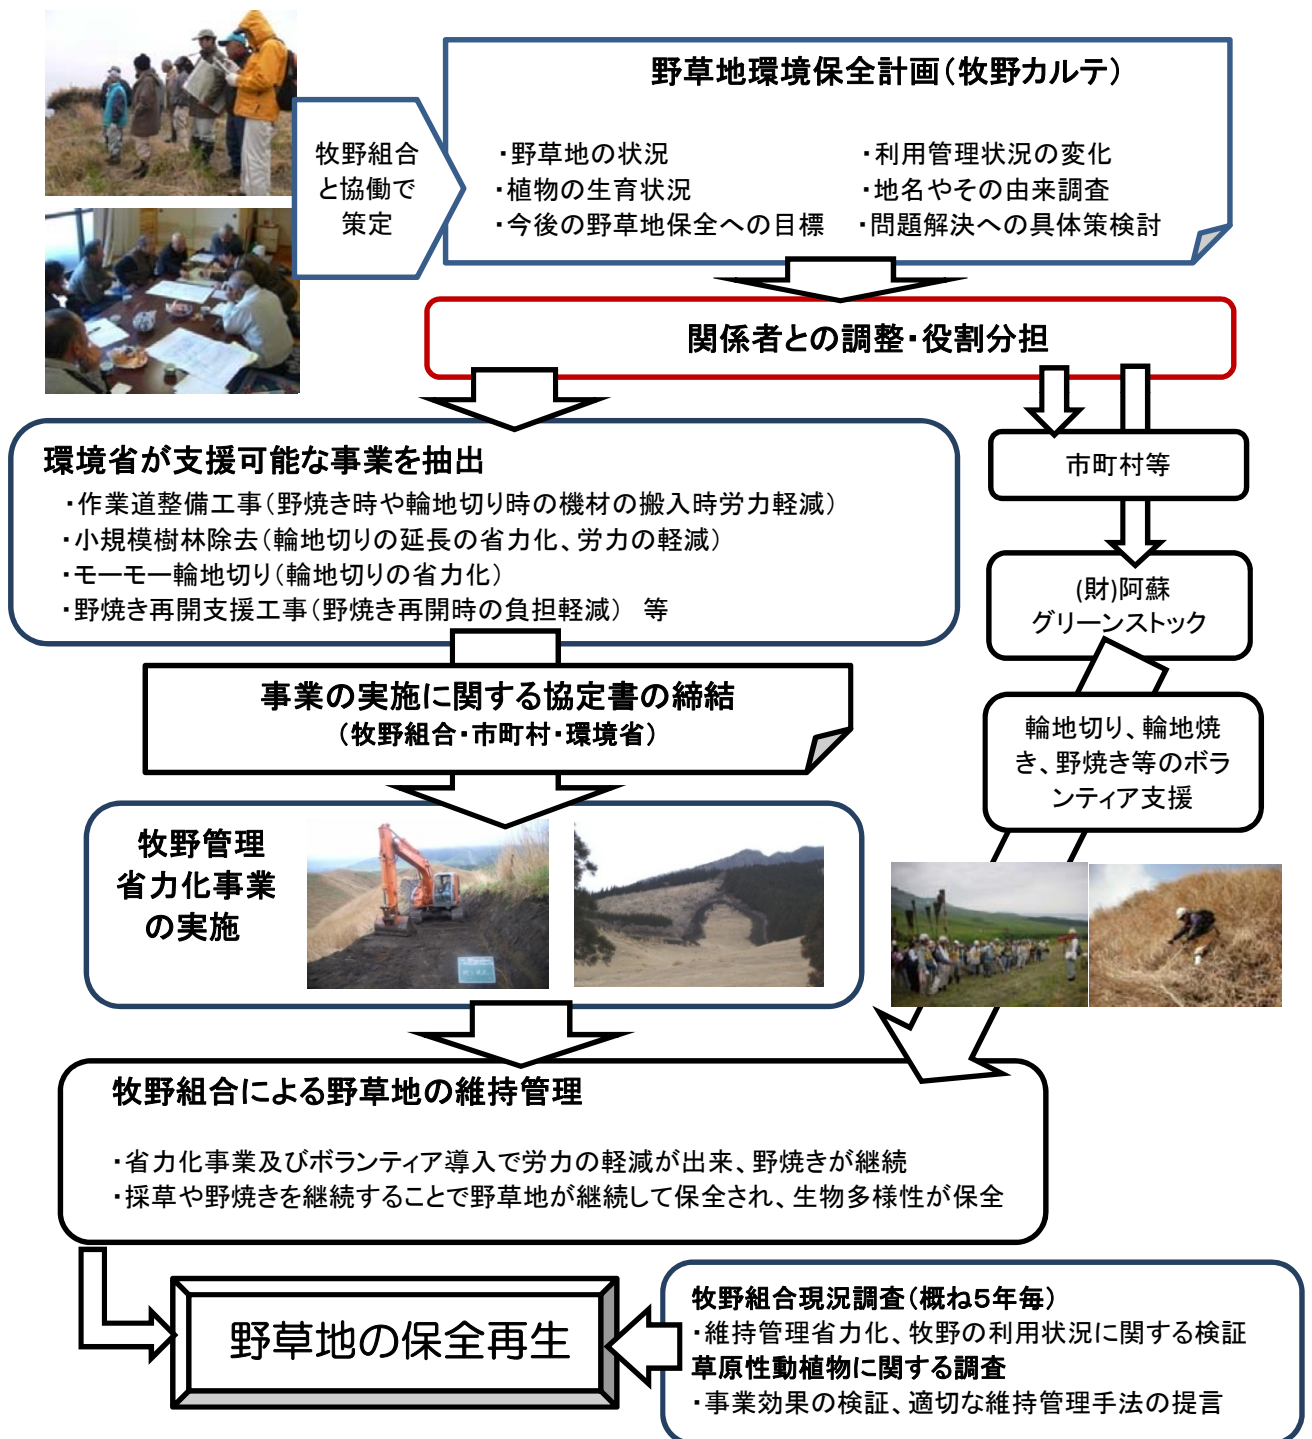 野草地環境保全計画(牧野カルテ)
牧野組合
と協働で
策定
・野草地の状況
・植物の生育状況
・今後の野草地保全への目標
・利用管理状況の変化
・地名やその由来調査
・問題解決への具体策検討
関係者との調整・役割分担
環境省が支援可能な事業を抽出
・作業道整備工事(野焼き時や輪地切り時の機材の搬入時労力軽減)
・小規模樹林除去(輪地切りの延長の省力化、労力の軽減)
・モーモー輪地切り(輪地切りの省力化)
・野焼き再開支援工事(野焼き再開時の負担軽減) 等
市町村等
(財)阿蘇
グリーンストック
輪地切り、輪地焼
き、野焼き等のボラ
ンティア支援
事業の実施に関する協定書の締結
(牧野組合・市町村・環境省)
牧野管理
省力化事業
の実施
牧野組合による野草地の維持管理
・省力化事業及びボランティア導入で労力の軽減が出来、野焼きが継続
・採草や野焼きを継続することで野草地が継続して保全され、生物多様性が保全
野草地の保全再生
牧野組合現況調査(概ね5年毎)
・維持管理省力化、牧野の利用状況に関する検証
草原性動植物に関する調査
・事業効果の検証、適切な維持管理手法の提言